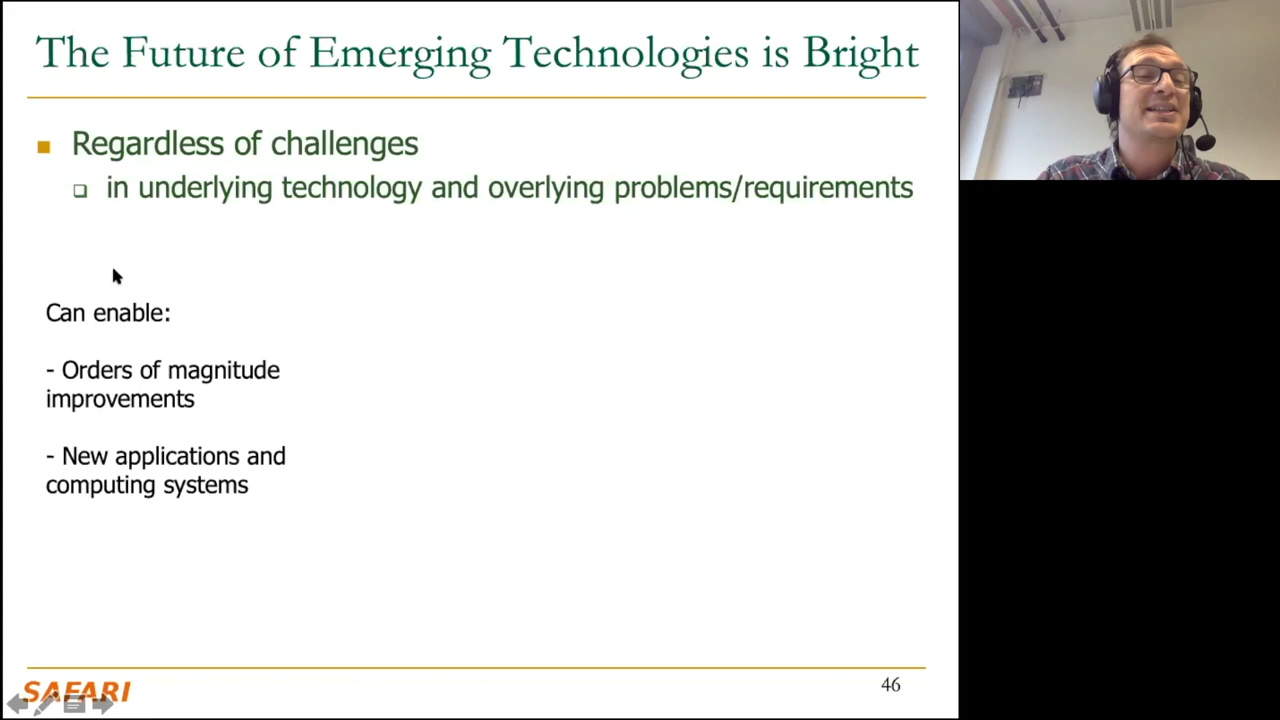 The Future of Emerging Technologies is Bright
Regardless of challenges
in underlying technology and overlying problems/requirements
Can enable:
- Orders of magnitude
improvements
- New applications and
computing systems
SAFARI
46